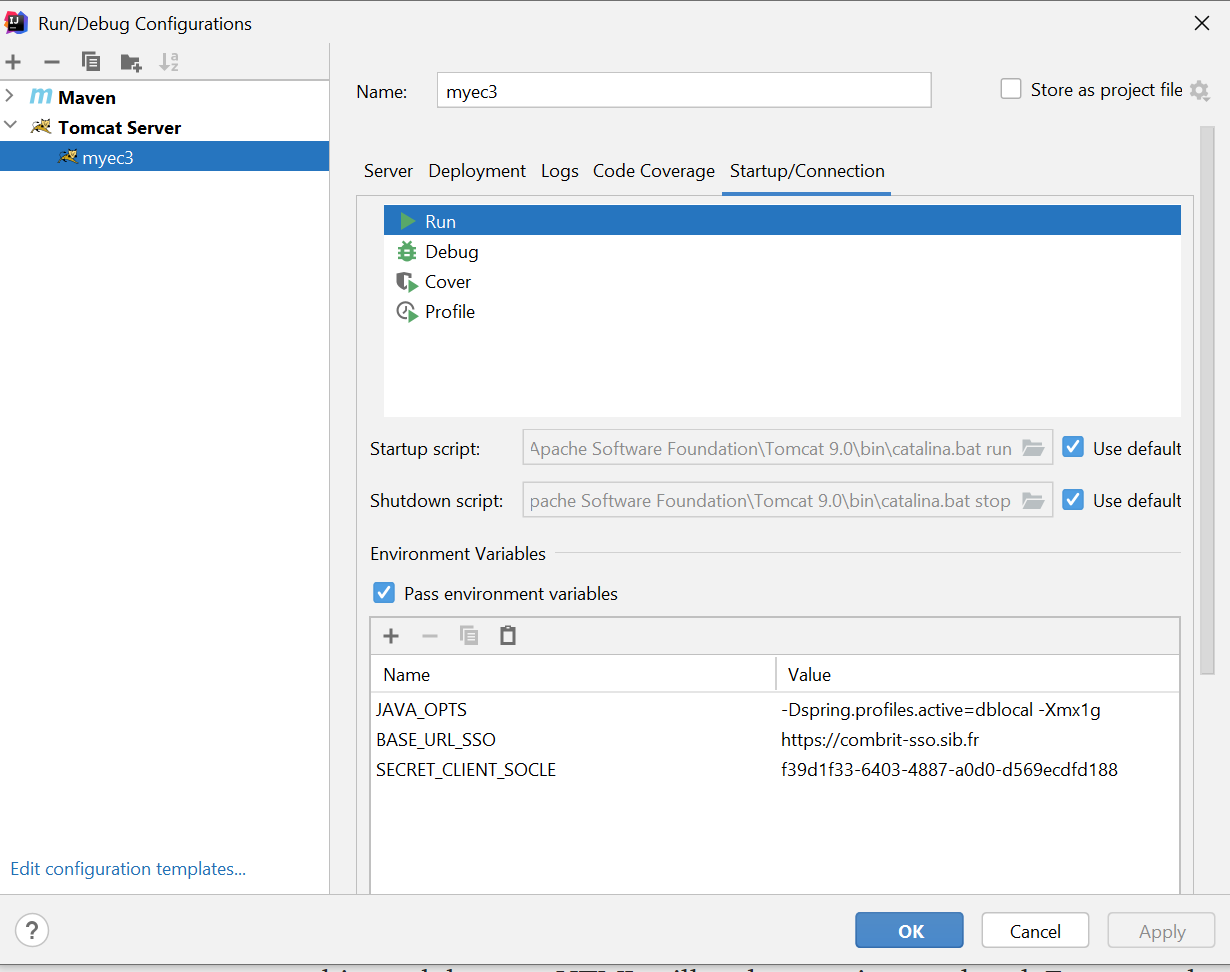 Run/Debug Configurations
Name:
myec3
Store as project file
Maven
Tomcat Server
myec3
Server Deployment Logs Code Coverage Startup/Connection
Run
Debug
Cover
Profile
Startup script: Apache Software Foundation\Tomcat 9.0\bin\catalina.bat run Use default
Shutdown script: pache Software Foundation\Tomcat 9.0\bin\catalina.bat stop Use default
Environment Variables
Pass environment variables
Name Value
JAVA_OPTS -Dspring.profiles.active=dblocal -Xmx1g
BASE_URL_SSO https://combrit-sso.sib.fr
SECRET_CLIENT_SOCLE f39d1f33-6403-4887-a0d0-d569ecdfd188
Edit configuration templates...
? OK Cancel Apply